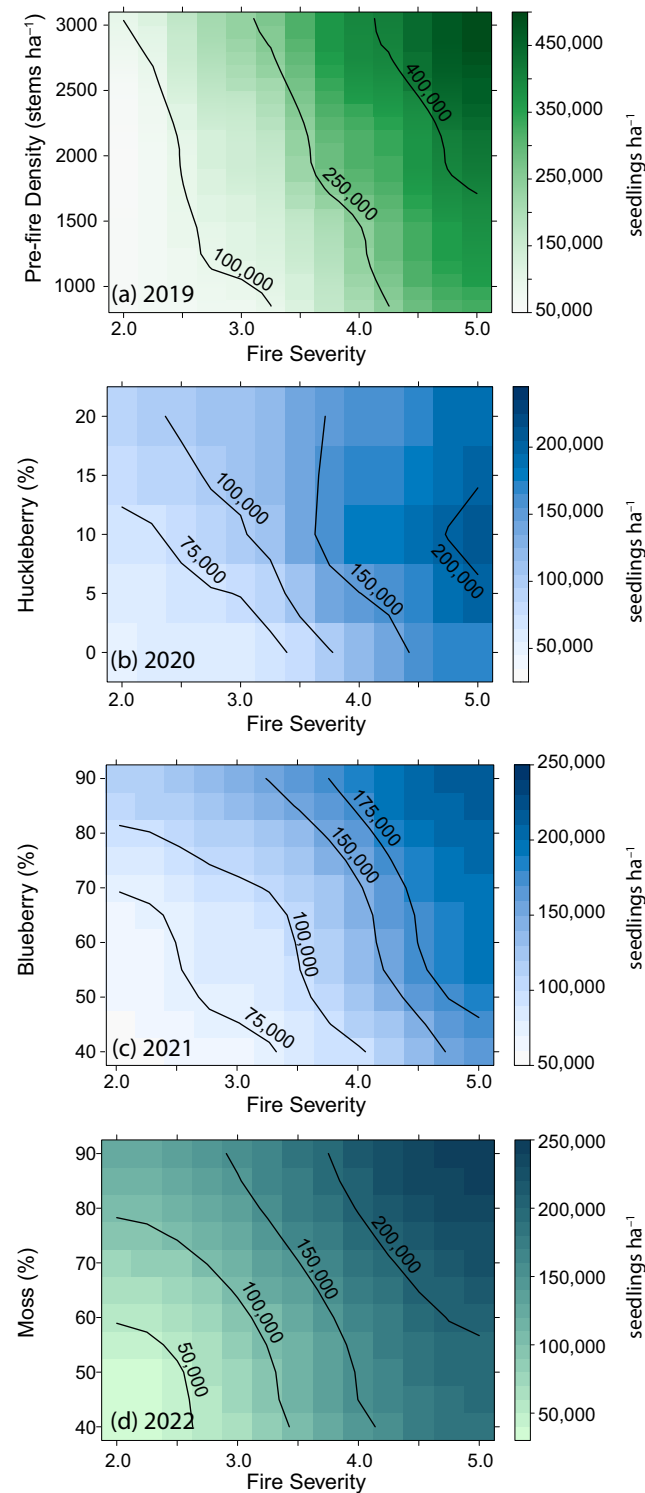 3000
2500
2000
1500
1000
Pre-fire Density (stems ha⁻¹)
400,000
250,000
100,000
(a) 2019
2.0 3.0 4.0 5.0
Fire Severity
450,000
350,000
250,000
150,000
50,000
seedlings ha⁻¹
20
15
10
5
0
Huckleberry (%)
100,000
75,000
150,000
200,000
(b) 2020
2.0 3.0 4.0 5.0
Fire Severity
200,000
150,000
100,000
50,000
seedlings ha⁻¹
90
80
70
60
50
40
Blueberry (%)
175,000
150,000
100,000
75,000
(c) 2021
2.0 3.0 4.0 5.0
Fire Severity
250,000
200,000
150,000
100,000
50,000
seedlings ha⁻¹
90
80
70
60
50
40
Moss (%)
200,000
150,000
100,000
50,000
(d) 2022
2.0 3.0 4.0 5.0
Fire Severity
250,000
200,000
150,000
100,000
50,000
seedlings ha⁻¹